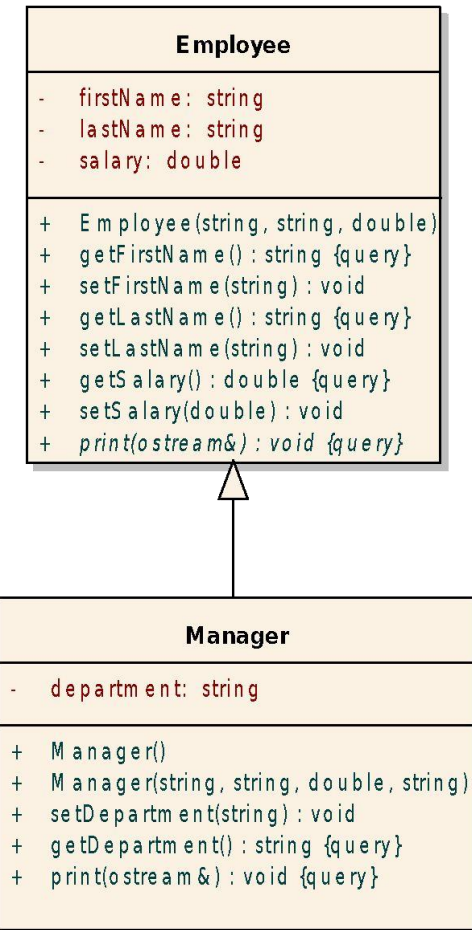 Employee
- firstName: string
- lastName: string
- salary: double
+ Employee(string, string, double)
+ getFirstName() : string {query}
+ setFirstName(string) : void
+ getLastName() : string {query}
+ setLastName(string) : void
+ getSalary() : double {query}
+ setSalary(double) : void
+ print(ostream&) : void {query}
Manager
- department: string
+ Manager()
+ Manager(string, string, double, string)
+ setDepartment(string) : void
+ getDepartment() : string {query}
+ print(ostream&) : void {query}